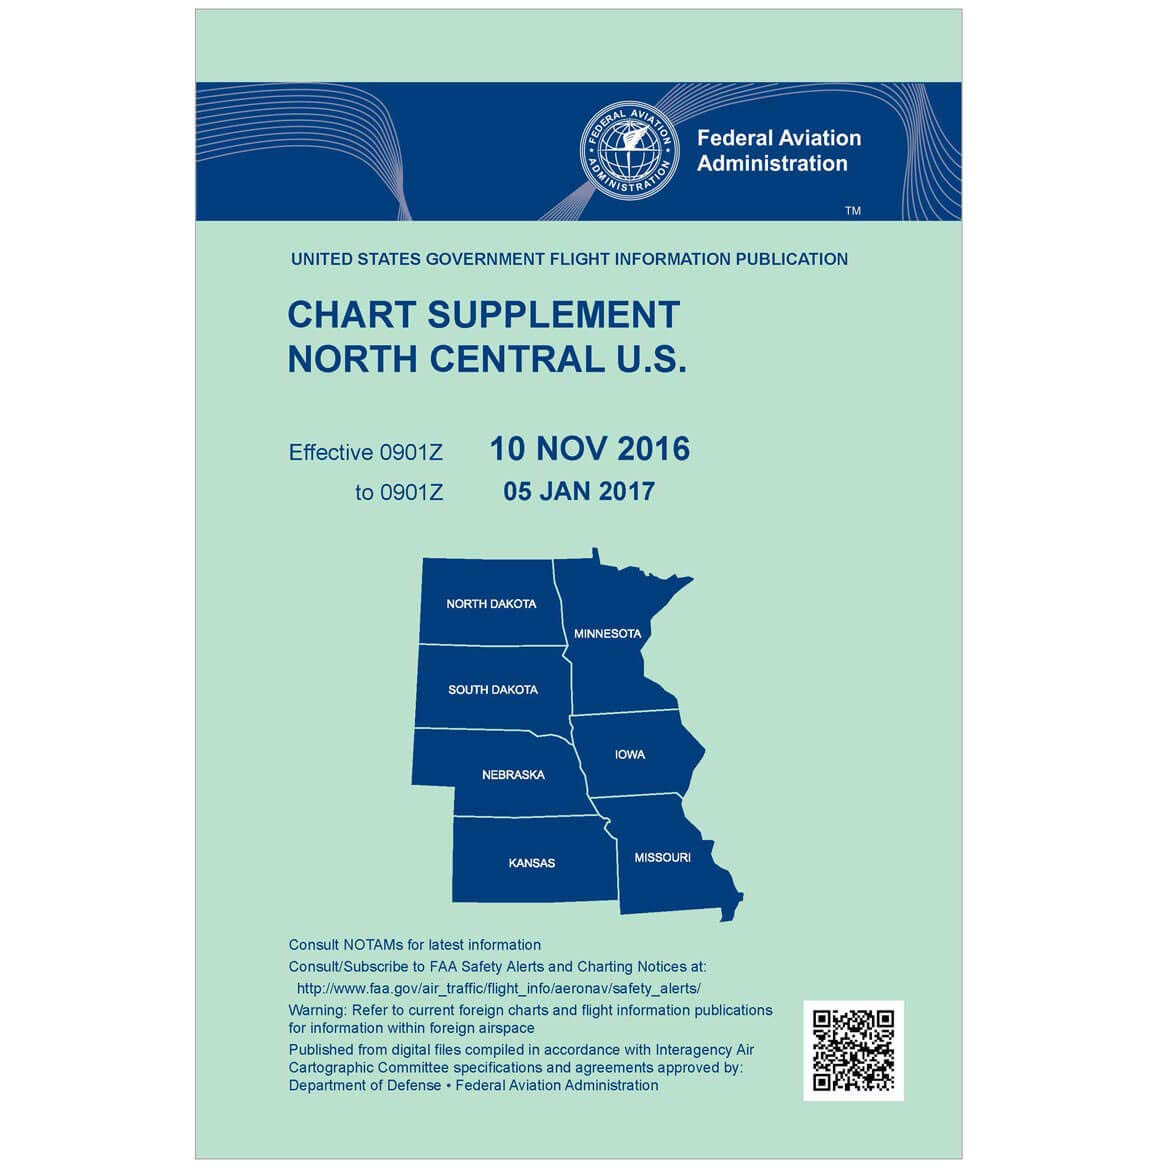 FEDERAL AVIATION
ADMINISTRATION
Federal Aviation
Administration
TM
UNITED STATES GOVERNMENT FLIGHT INFORMATION PUBLICATION
CHART SUPPLEMENT
NORTH CENTRAL U.S.
Effective 0901Z 10 NOV 2016
to 0901Z 05 JAN 2017
NORTH DAKOTA
MINNESOTA
SOUTH DAKOTA
IOWA
NEBRASKA
MISSOURI
KANSAS
Consult NOTAMs for latest information
Consult/Subscribe to FAA Safety Alerts and Charting Notices at:
http://www.faa.gov/air_traffic/flight_info/aeronav/safety_alerts/
Warning: Refer to current foreign charts and flight information publications
for information within foreign airspace
Published from digital files compiled in accordance with Interagency Air
Cartographic Committee specifications and agreements approved by:
Department of Defense • Federal Aviation Administration